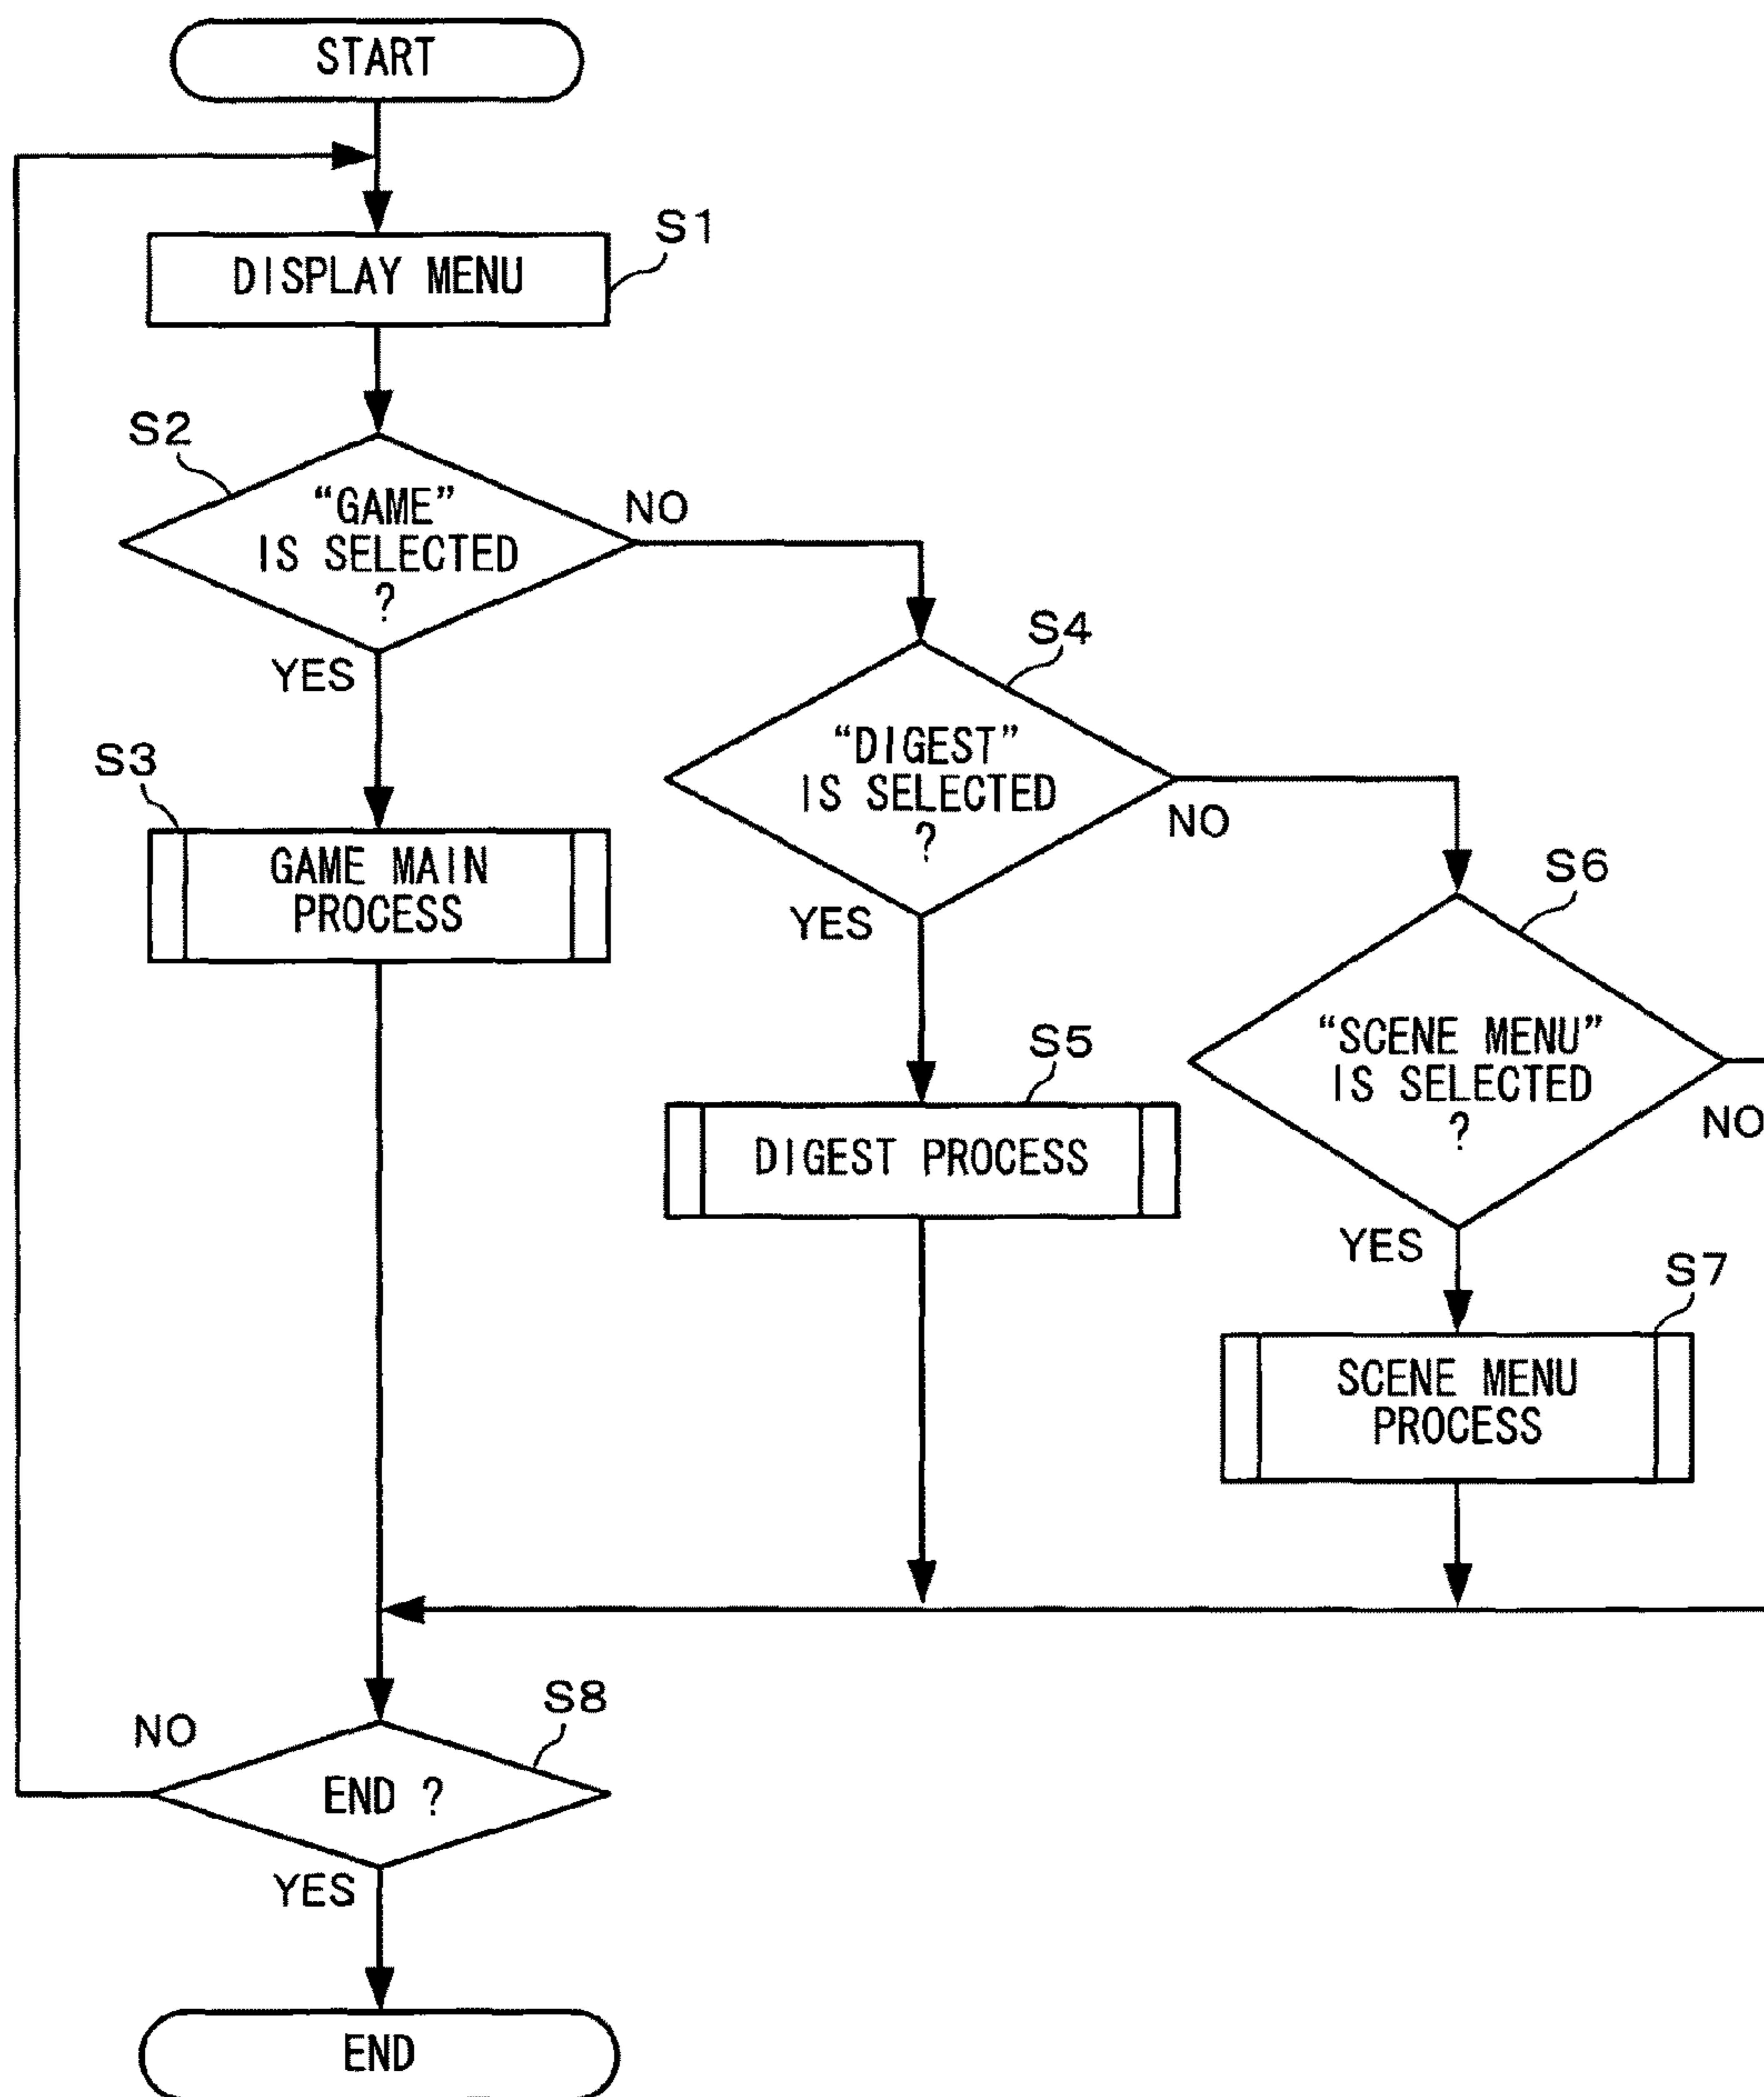 START
S1
DISPLAY MENU
S2
“GAME”
IS SELECTED
?
NO
YES
S3
GAME MAIN
PROCESS
S4
“DIGEST”
IS SELECTED
?
NO
YES
S5
DIGEST PROCESS
S6
“SCENE MENU”
IS SELECTED
?
NO
YES
S7
SCENE MENU
PROCESS
S8
END ?
NO
YES
END